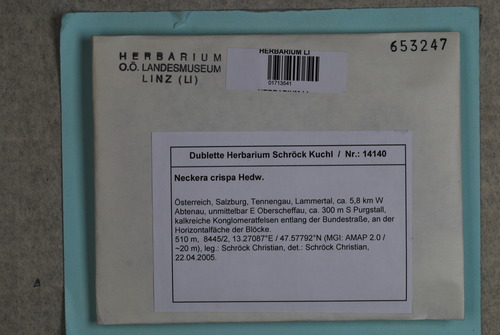 HERBARIUM
O.Ö. LANDESMUSEUM
LINZ (LI)
HERBARIUM LI
01713541
653247
Dublette Herbarium Schröck Kuchl / Nr.: 14140
Neckera crispa Hedw.
Österreich, Salzburg, Tennengau, Lammertal, ca. 5,8 km W
Abtenau, unmittelbar E Oberscheffau, ca. 300 m S Purgstall,
kalkreiche Konglomeratfelsen entlang der Bundestraße, an der
Horizontalfäche der Blöcke.
510 m, 8445/2, 13.27087°E / 47.57792°N (MGI: AMAP 2.0 /
~20 m), leg.: Schröck Christian, det.: Schröck Christian,
22.04.2005.